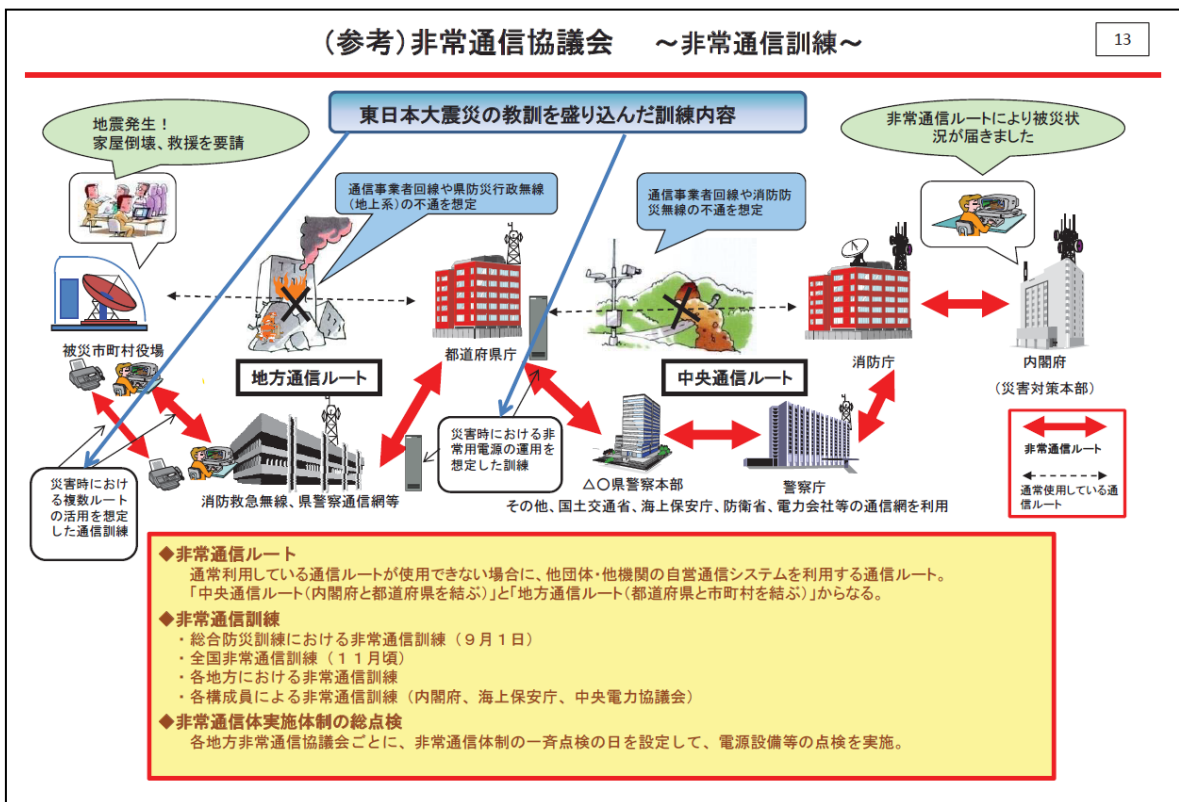 (参考)非常通信協議会　～非常通信訓練～
13
東日本大震災の教訓を盛り込んだ訓練内容
地震発生！
家屋倒壊、救援を要請
非常通信ルートにより被災状
況が届きました
通信事業者回線や県防災行政無線
(地上系)の不通を想定
通信事業者回線や消防防
災無線の不通を想定
被災市町村役場
都道府県庁
消防庁
内閣府
(災害対策本部)
地方通信ルート
中央通信ルート
非常通信ルート
通常使用している通
信ルート
災害時におけ
る複数ルート
の活用を想定
した通信訓練
災害時における非
常用電源の運用を
想定した訓練
消防救急無線、県警察通信網等
△〇県警察本部
警察庁
その他、国土交通省、海上保安庁、防衛省、電力会社等の通信網を利用
◆非常通信ルート
通常利用している通信ルートが使用できない場合に、他団体・他機関の自営通信システムを利用する通信ルート。
「中央通信ルート(内閣府と都道府県を結ぶ)」と「地方通信ルート(都道府県と市町村を結ぶ)」からなる。
◆非常通信訓練
・総合防災訓練における非常通信訓練（９月１日）
・全国非常通信訓練（１１月頃）
・各地方における非常通信訓練
・各構成員による非常通信訓練（内閣府、海上保安庁、中央電力協議会）
◆非常通信体実施体制の総点検
各地方非常通信協議会ごとに、非常通信体制の一斉点検の日を設定して、電源設備等の点検を実施。